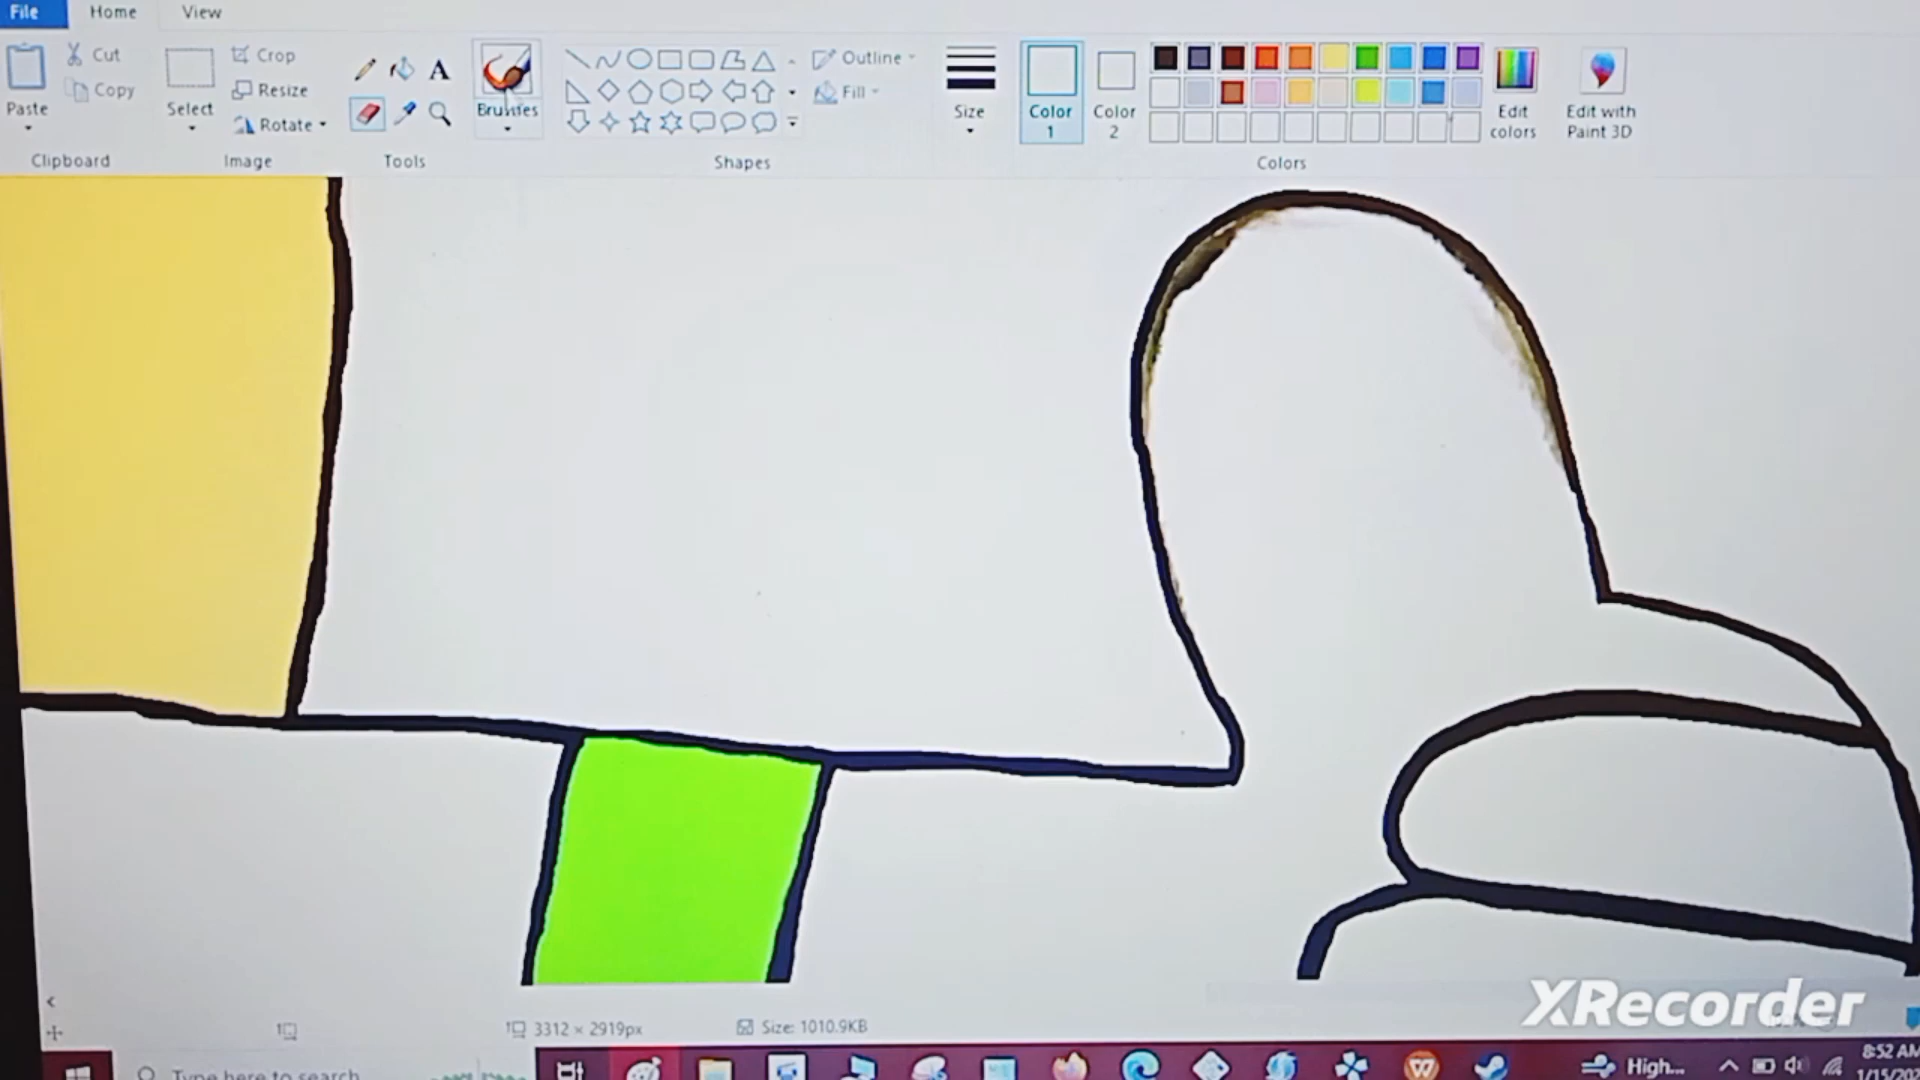 File Home View
Paste
Cut
Copy
Clipboard
Select
Crop
Resize
Rotate
Image
A
Tools
Brushes
Shapes
Outline
Fill
Size
Color 1
Color 2
Colors
Edit colors
Edit with Paint 3D
3312 × 2919px
Size: 1010.9KB
XRecorder
Type here to search
High...
8:52 AM